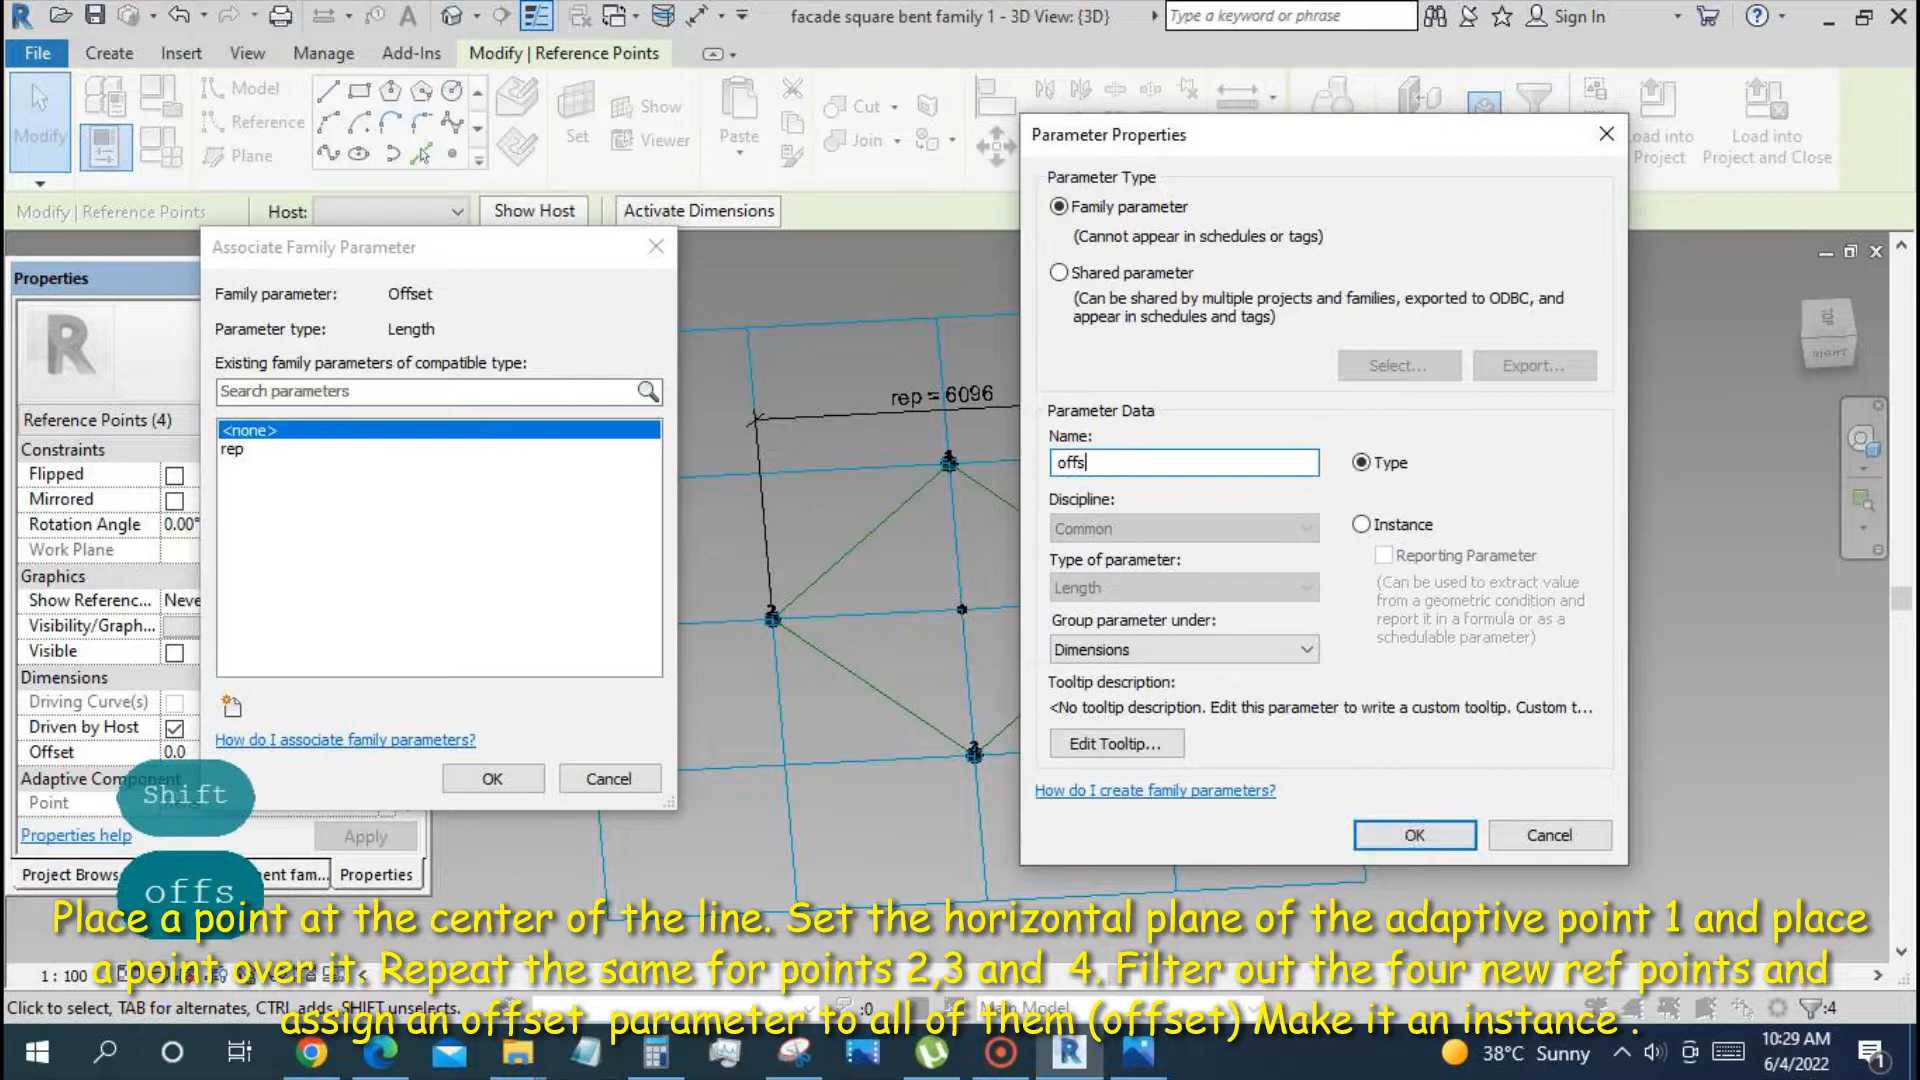 facade square bent family 1 - 3D View: {3D}
Type a keyword or phrase
Sign In
File
Create
Insert
View
Manage
Add-Ins
Modify | Reference Points
Modify
Model
Reference
Plane
Set
Show
Viewer
Paste
Cut
Join
Load into
Project
Load into
Project and Close
Modify | Reference Points
Host:
Show Host
Activate Dimensions
Properties
Reference Points (4)
Constraints
Flipped
Mirrored
Rotation Angle
0.00°
Work Plane
Graphics
Show Referenc...
Neve
Visibility/Graph...
Visible
Dimensions
Driving Curve(s)
Driven by Host
Offset
0.0
Adaptive Component
Point
Properties help
Apply
Project Brows
ent fam...
Properties
Associate Family Parameter
Family parameter:
Offset
Parameter type:
Length
Existing family parameters of compatible type:
Search parameters
<none>
rep
How do I associate family parameters?
OK
Cancel
rep = 6096
2
Parameter Properties
Parameter Type
Family parameter
(Cannot appear in schedules or tags)
Shared parameter
(Can be shared by multiple projects and families, exported to ODBC, and
appear in schedules and tags)
Select...
Export...
Parameter Data
Name:
offs
Type
Discipline:
Common
Instance
Type of parameter:
Reporting Parameter
Length
(Can be used to extract value
from a geometric condition and
report it in a formula or as a
schedulable parameter)
Group parameter under:
Dimensions
Tooltip description:
<No tooltip description. Edit this parameter to write a custom tooltip. Custom t...
Edit Tooltip...
How do I create family parameters?
OK
Cancel
TOP
RIGHT
Shift
offs
Place a point at the center of the line. Set the horizontal plane of the adaptive point 1 and place
a point over it. Repeat the same for points 2,3 and 4. Filter out the four new ref points and
assign an offset parameter to all of them (offset) Make it an instance .
1 : 100
Click to select, TAB for alternates, CTRL adds, SHIFT unselects.
:0
Main Model
:4
38°C Sunny
10:29 AM
6/4/2022
1